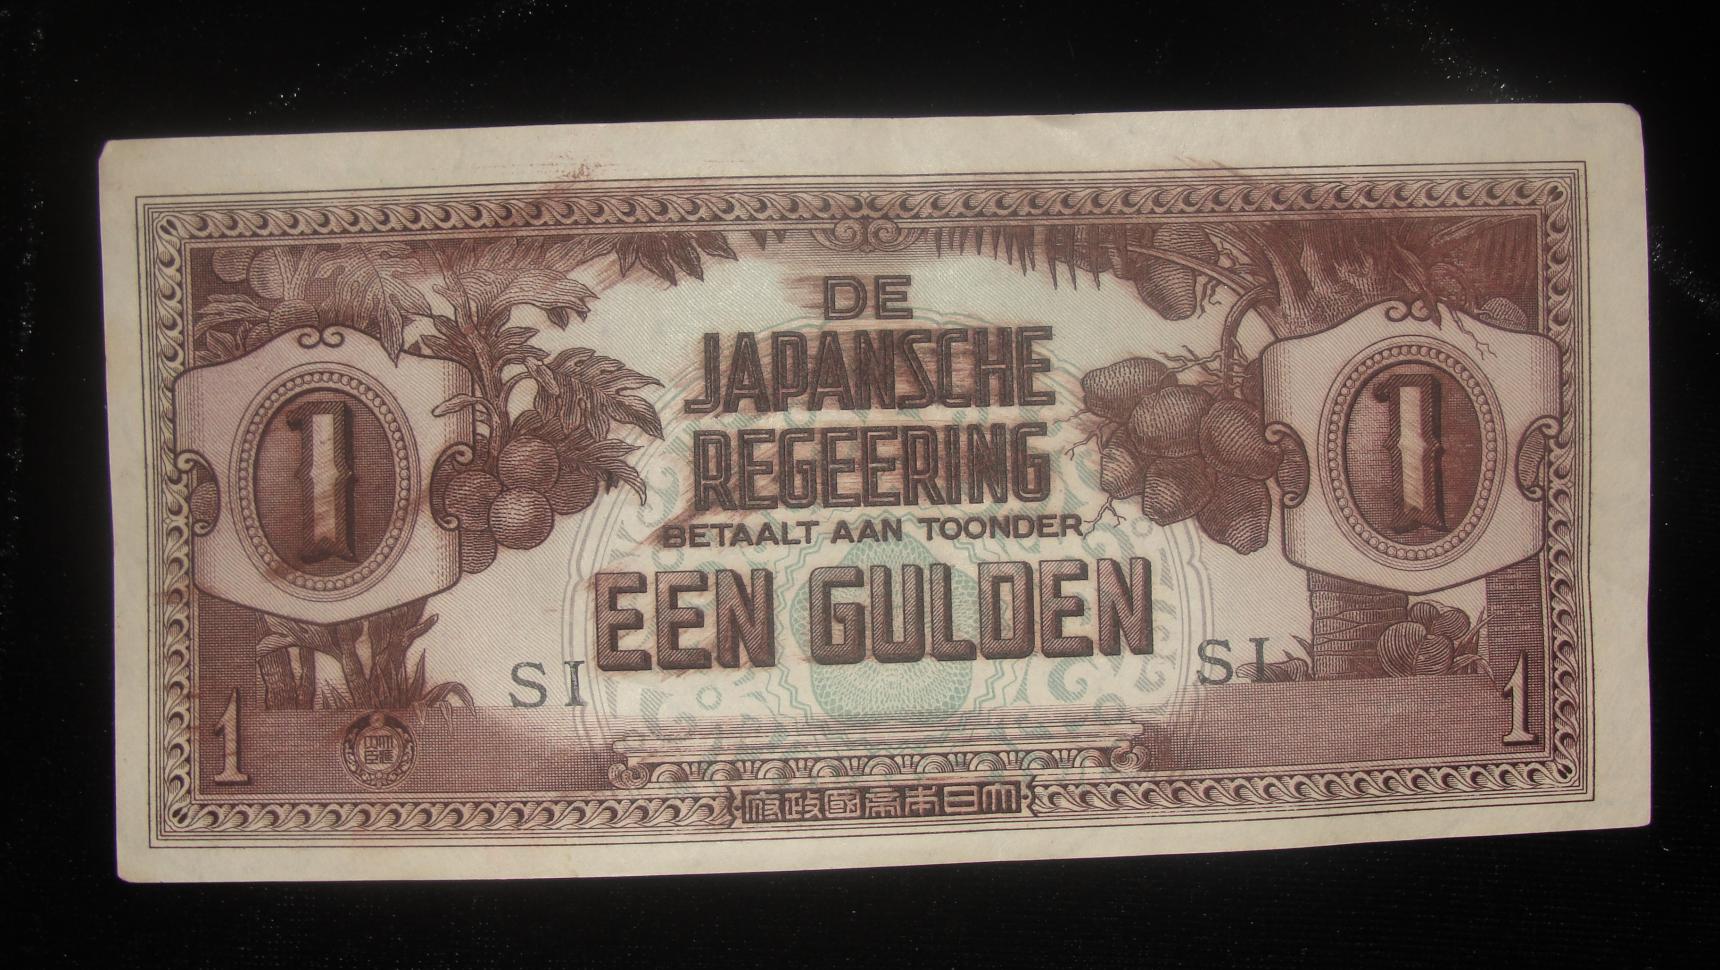 DE
JAPANSCHE
REGEERING
BETAALT AAN TOONDER
EEN GULDEN
1
1
SI
SI
1
1
府政國帝本日大